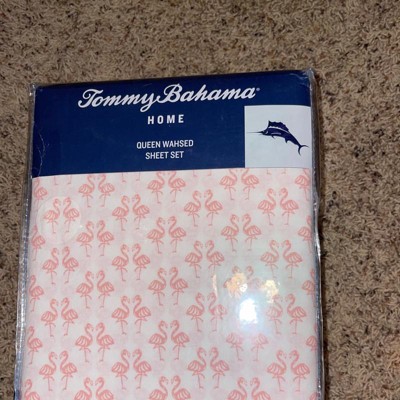 Tommy Bahama®
HOME
QUEEN WAHSED
SHEET SET